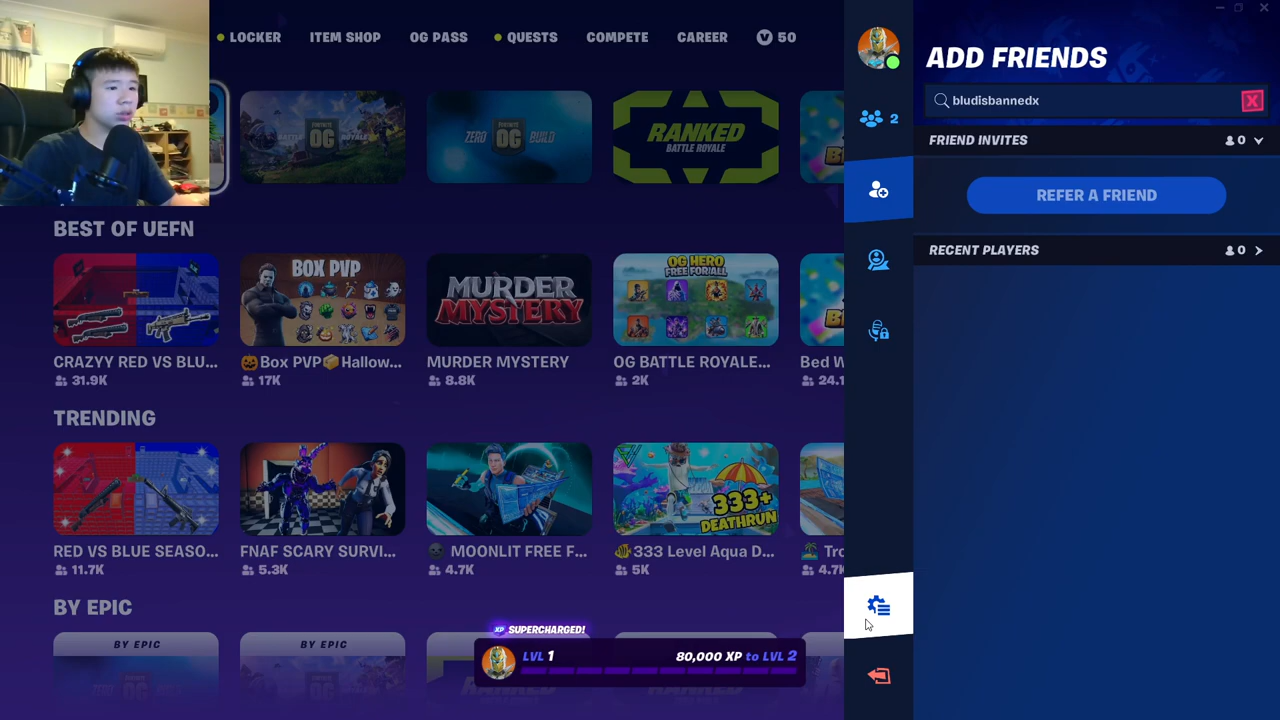 LOCKER
ITEM SHOP
OG PASS
QUESTS
COMPETE
CAREER
V 50
ADD FRIENDS
bludisbannedx
X
FRIEND INVITES
0
REFER A FRIEND
RECENT PLAYERS
0
2
OG
ZERO OG BUILD
RANKED
BATTLE ROYALE
BEST OF UEFN
BOX PVP
MURDER
MYSTERY
OG HERO
FREE FOR ALL
CRAZYY RED VS BLU...
31.9K
🎃Box PVP📦Hallow...
17K
MURDER MYSTERY
8.8K
OG BATTLE ROYALE...
2K
Bed W
24.1
TRENDING
333+
DEATHRUN
RED VS BLUE SEASO...
11.7K
FNAF SCARY SURVI...
5.3K
🌚 MOONLIT FREE F...
4.7K
🐠333 Level Aqua D...
5K
🏝 Tro
4.7K
BY EPIC
BY EPIC
BY EPIC
XP SUPERCHARGED!
LVL 1
80,000 XP to LVL 2